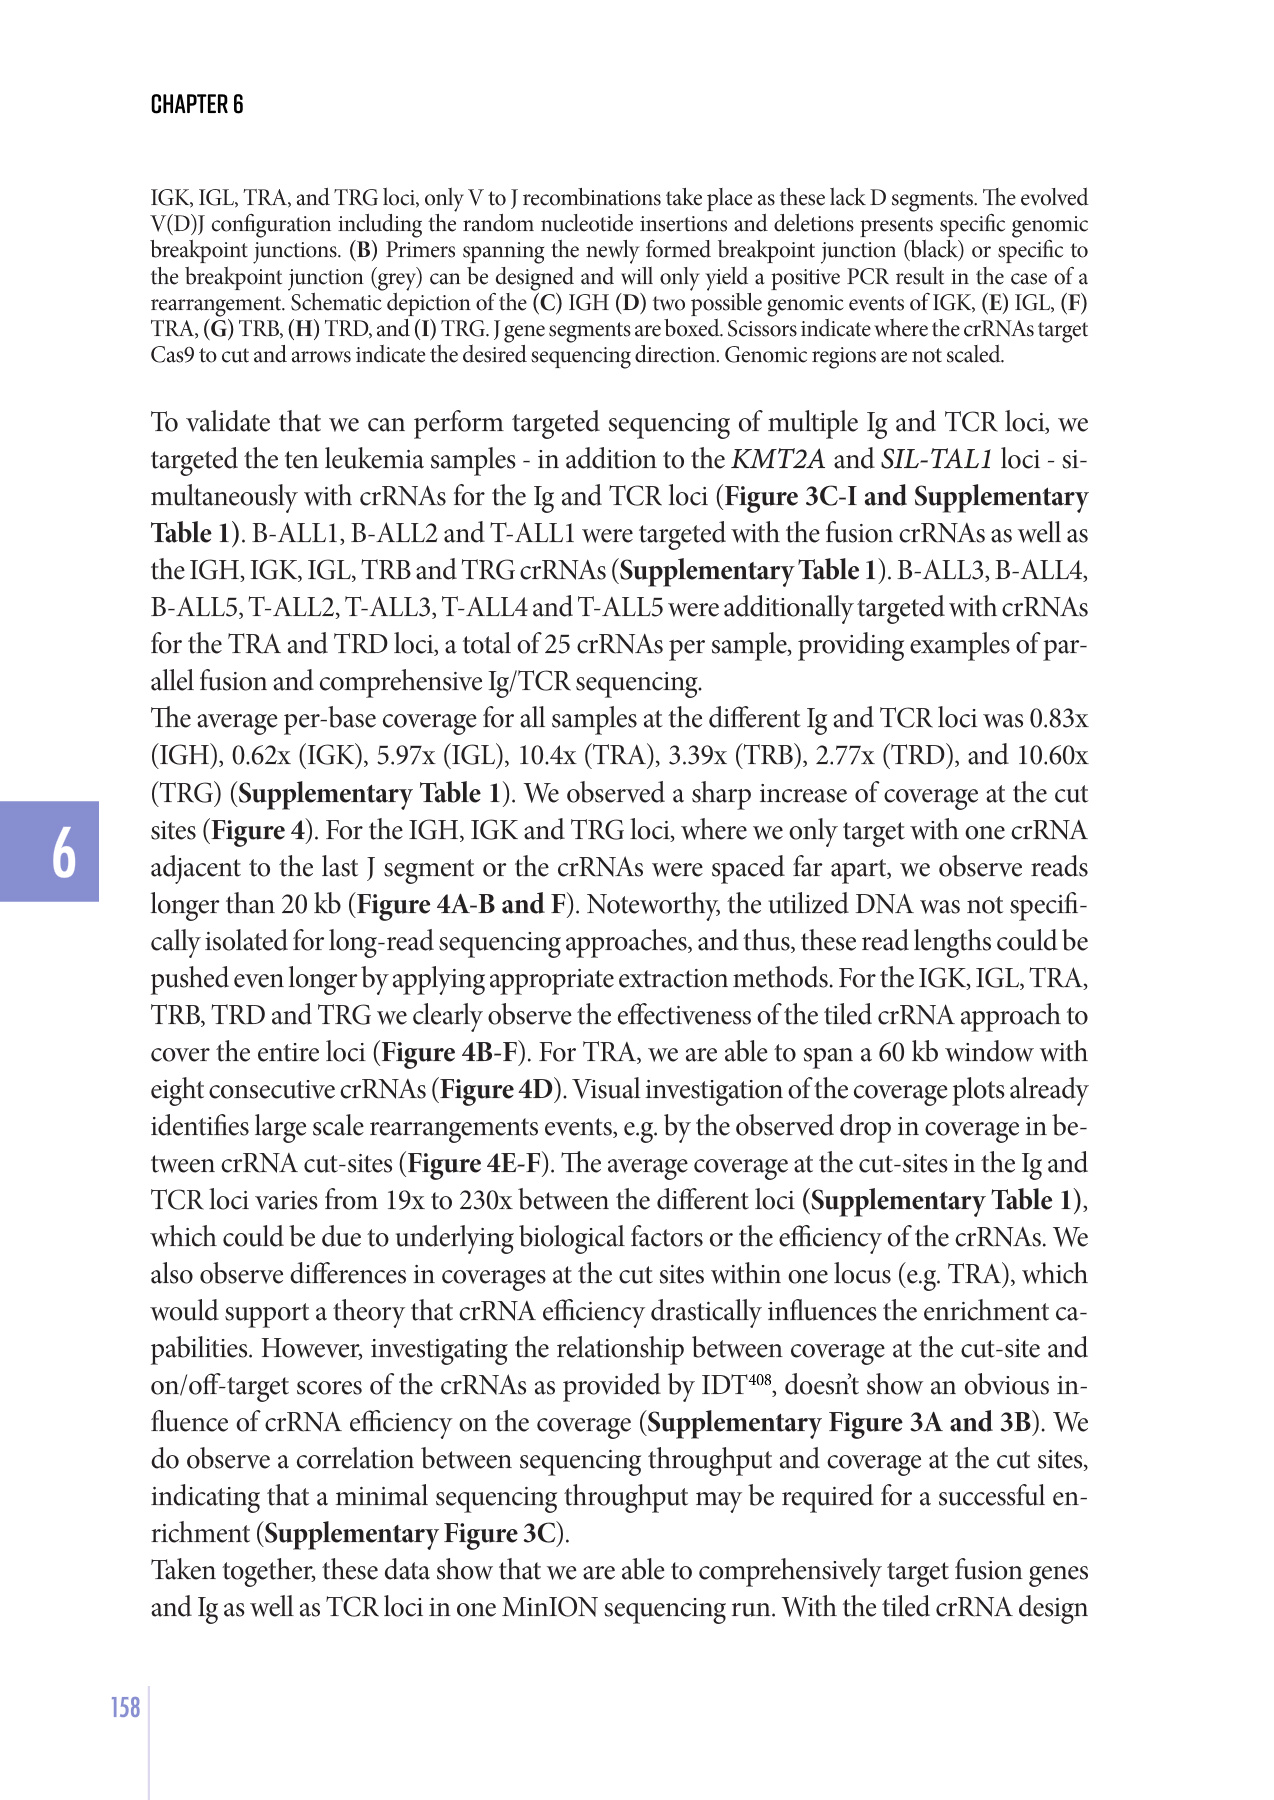 CHAPTER 6
IGK, IGL, TRA, and TRG loci, only V to J recombinations take place as these lack D segments. The evolved
V(D)J configuration including the random nucleotide insertions and deletions presents specific genomic
breakpoint junctions. (B) Primers spanning the newly formed breakpoint junction (black) or specific to
the breakpoint junction (grey) can be designed and will only yield a positive PCR result in the case of a
rearrangement. Schematic depiction of the (C) IGH (D) two possible genomic events of IGK, (E) IGL, (F)
TRA, (G) TRB, (H) TRD, and (I) TRG. J gene segments are boxed. Scissors indicate where the crRNAs target
Cas9 to cut and arrows indicate the desired sequencing direction. Genomic regions are not scaled.
To validate that we can perform targeted sequencing of multiple Ig and TCR loci, we
targeted the ten leukemia samples - in addition to the KMT2A and SIL-TAL1 loci - si-
multaneously with crRNAs for the Ig and TCR loci (Figure 3C-I and Supplementary
Table 1). B-ALL1, B-ALL2 and T-ALL1 were targeted with the fusion crRNAs as well as
the IGH, IGK, IGL, TRB and TRG crRNAs (Supplementary Table 1). B-ALL3, B-ALL4,
B-ALL5, T-ALL2, T-ALL3, T-ALL4 and T-ALL5 were additionally targeted with crRNAs
for the TRA and TRD loci, a total of 25 crRNAs per sample, providing examples of par-
allel fusion and comprehensive Ig/TCR sequencing.
The average per-base coverage for all samples at the different Ig and TCR loci was 0.83x
(IGH), 0.62x (IGK), 5.97x (IGL), 10.4x (TRA), 3.39x (TRB), 2.77x (TRD), and 10.60x
(TRG) (Supplementary Table 1). We observed a sharp increase of coverage at the cut
sites (Figure 4). For the IGH, IGK and TRG loci, where we only target with one crRNA
adjacent to the last J segment or the crRNAs were spaced far apart, we observe reads
longer than 20 kb (Figure 4A-B and F). Noteworthy, the utilized DNA was not specifi-
cally isolated for long-read sequencing approaches, and thus, these read lengths could be
pushed even longer by applying appropriate extraction methods. For the IGK, IGL, TRA,
TRB, TRD and TRG we clearly observe the effectiveness of the tiled crRNA approach to
cover the entire loci (Figure 4B-F). For TRA, we are able to span a 60 kb window with
eight consecutive crRNAs (Figure 4D). Visual investigation of the coverage plots already
identifies large scale rearrangements events, e.g. by the observed drop in coverage in be-
tween crRNA cut-sites (Figure 4E-F). The average coverage at the cut-sites in the Ig and
TCR loci varies from 19x to 230x between the different loci (Supplementary Table 1),
which could be due to underlying biological factors or the efficiency of the crRNAs. We
also observe differences in coverages at the cut sites within one locus (e.g. TRA), which
would support a theory that crRNA efficiency drastically influences the enrichment ca-
pabilities. However, investigating the relationship between coverage at the cut-site and
on/off-target scores of the crRNAs as provided by IDT408, doesn't show an obvious in-
fluence of crRNA efficiency on the coverage (Supplementary Figure 3A and 3B). We
do observe a correlation between sequencing throughput and coverage at the cut sites,
indicating that a minimal sequencing throughput may be required for a successful en-
richment (Supplementary Figure 3C).
Taken together, these data show that we are able to comprehensively target fusion genes
and Ig as well as TCR loci in one MinION sequencing run. With the tiled crRNA design
6
158